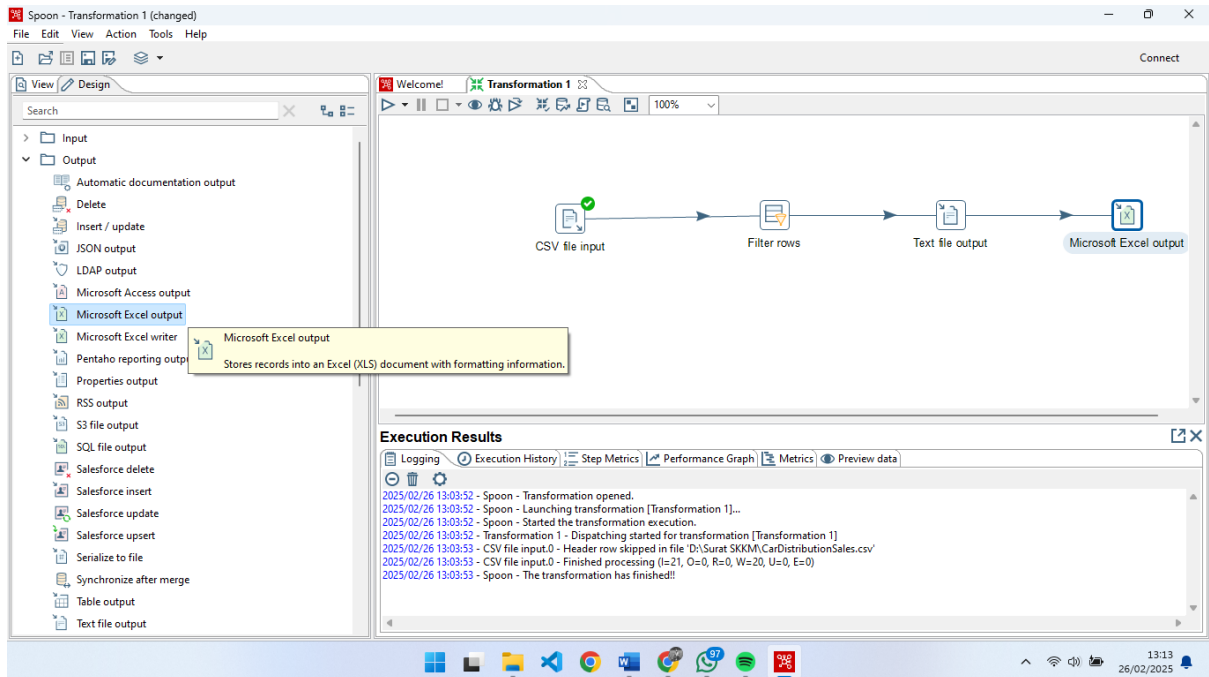 Spoon - Transformation 1 (changed)
File Edit View Action Tools Help
Connect
View Design
Search
Input
Output
Automatic documentation output
Delete
Insert / update
JSON output
LDAP output
Microsoft Access output
Microsoft Excel output
Microsoft Excel writer
Pentaho reporting outp
Properties output
RSS output
S3 file output
SQL file output
Salesforce delete
Salesforce insert
Salesforce update
Salesforce upsert
Serialize to file
Synchronize after merge
Table output
Text file output
Microsoft Excel output
Stores records into an Excel (XLS) document with formatting information.
Welcome! Transformation 1
100%
CSV file input
Filter rows
Text file output
Microsoft Excel output
Execution Results
Logging Execution History Step Metrics Performance Graph Metrics Preview data
2025/02/26 13:03:52 - Spoon - Transformation opened.
2025/02/26 13:03:52 - Spoon - Launching transformation [Transformation 1]...
2025/02/26 13:03:52 - Spoon - Started the transformation execution.
2025/02/26 13:03:52 - Transformation 1 - Dispatching started for transformation [Transformation 1]
2025/02/26 13:03:53 - CSV file input.0 - Header row skipped in file 'D:\Surat SKKM\CarDistributionSales.csv'
2025/02/26 13:03:53 - CSV file input.0 - Finished processing (I=21, O=0, R=0, W=20, U=0, E=0)
2025/02/26 13:03:53 - Spoon - The transformation has finished!!
97
13:13
26/02/2025